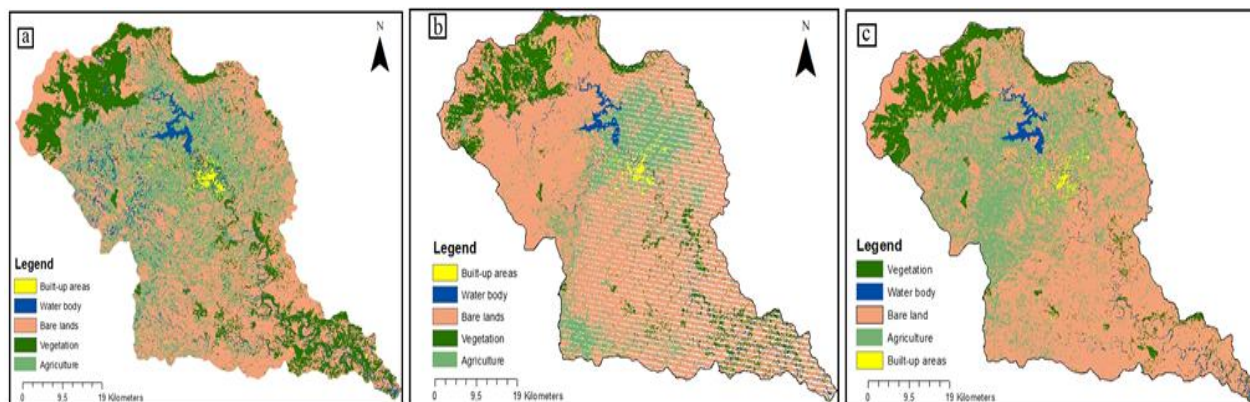 a
N
Legend
Built-up areas
Water body
Bare lands
Vegetation
Agriculture
0 9.5 19 Kilometers
b
N
Legend
Built-up areas
Water body
Bare lands
Vegetation
Agriculture
0 9.5 19 Kilometers
c
N
Legend
Vegetation
Water body
Bare land
Agriculture
Built-up areas
0 9.5 19 Kilometers